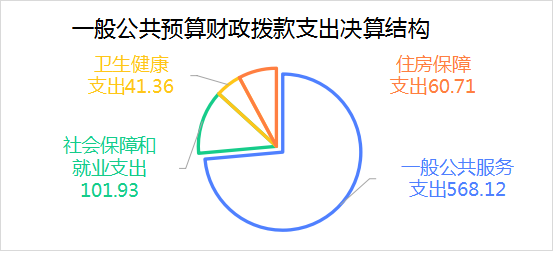 一般公共预算财政拨款支出决算结构
卫生健康
支出41.36
住房保障
支出60.71
社会保障和
就业支出
101.93
一般公共服务
支出568.12